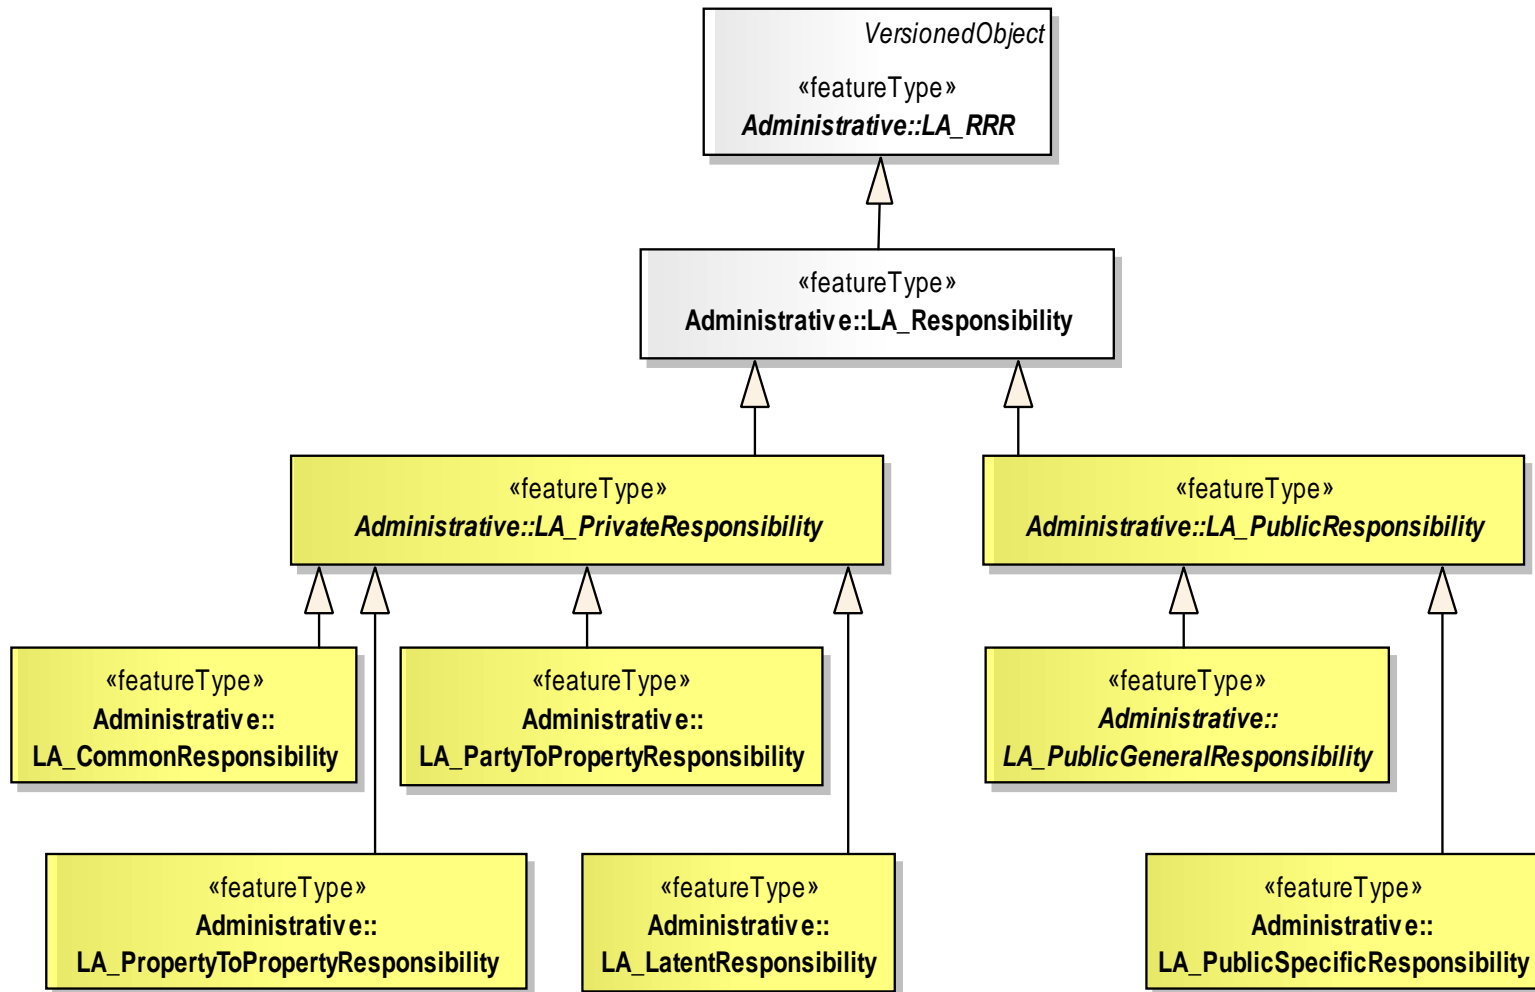 VersionedObject
«featureType»
Administrative::LA_RRR
«featureType»
Administrative::LA_Responsibility
«featureType»
Administrative::LA_PrivateResponsibility
«featureType»
Administrative::LA_PublicResponsibility
«featureType»
Administrative::
LA_CommonResponsibility
«featureType»
Administrative::
LA_PartyToPropertyResponsibility
«featureType»
Administrative::
LA_PublicGeneralResponsibility
«featureType»
Administrative::
LA_PropertyToPropertyResponsibility
«featureType»
Administrative::
LA_LatentResponsibility
«featureType»
Administrative::
LA_PublicSpecificResponsibility